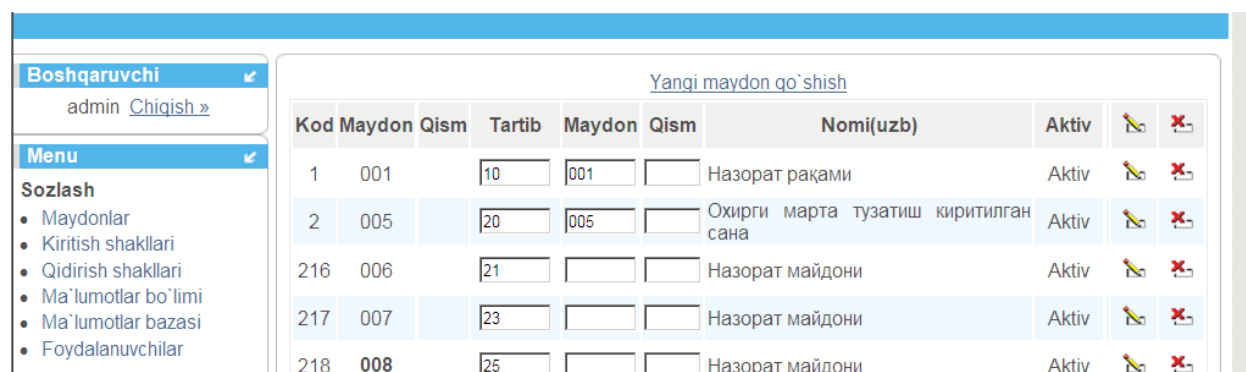 Boshqaruvchi
admin Chiqish »
Menu
Sozlash
Maydonlar
Kiritish shakllari
Qidirish shakllari
Ma`lumotlar bo`limi
Ma`lumotlar bazasi
Foydalanuvchilar
Yangi maydon qo`shish
Kod Maydon Qism Tartib Maydon Qism Nomi(uzb) Aktiv
1 001 10 001 Назорат рақами Aktiv
2 005 20 005 Охирги марта тузатиш киритилган сана Aktiv
216 006 21 Назорат майдони Aktiv
217 007 23 Назорат майдони Aktiv
218 008 25 Назорат майдони Aktiv